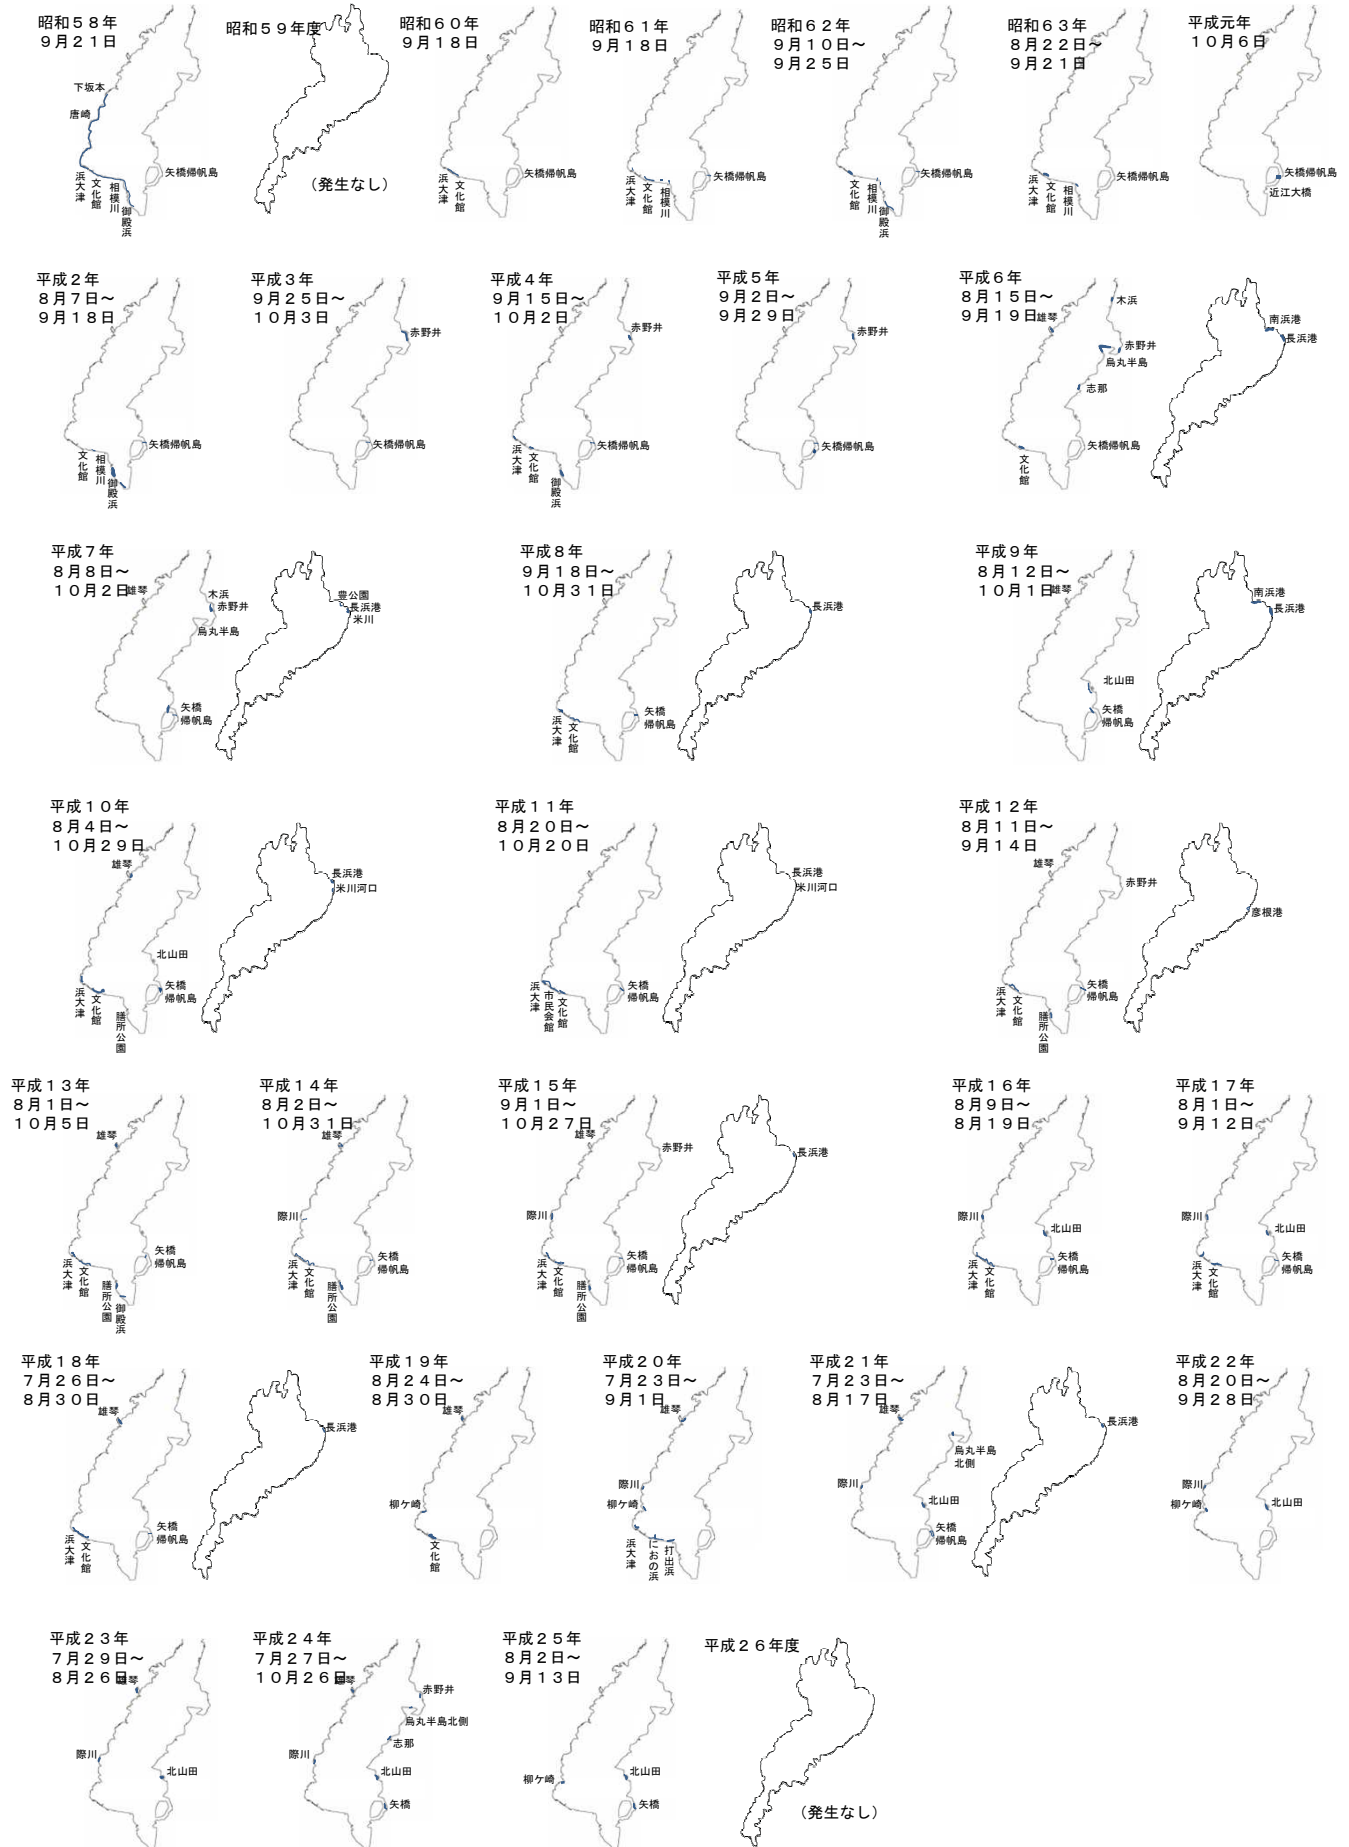 昭和５８年
９月２１日
下坂本
唐崎
浜大津
文化館
相模川
御殿浜
矢橋帰帆島
昭和５９年度
（発生なし）
昭和６０年
９月１８日
浜大津
文化館
矢橋帰帆島
昭和６１年
９月１８日
浜大津
文化館
相模川
矢橋帰帆島
昭和６２年
９月１０日～
９月２５日
文化館
相模川
御殿浜
矢橋帰帆島
昭和６３年
８月２２日～
９月２１日
浜大津
文化館
相模川
矢橋帰帆島
平成元年
１０月６日
矢橋帰帆島
近江大橋
平成２年
８月７日～
９月１８日
文化館
相模川
御殿浜
矢橋帰帆島
平成３年
９月２５日～
１０月３日
赤野井
矢橋帰帆島
平成４年
９月１５日～
１０月２日
赤野井
浜大津
文化館
御殿浜
矢橋帰帆島
平成５年
９月２日～
９月２９日
赤野井
矢橋帰帆島
平成６年
８月１５日～
９月１９日
雄琴
木浜
赤野井
烏丸半島
志那
文化館
矢橋帰帆島
南浜港
長浜港
平成７年
８月８日～
１０月２日
雄琴
木浜
赤野井
烏丸半島
矢橋
帰帆島
豊公園
長浜港
米川
平成８年
９月１８日～
１０月３１日
浜大津
文化館
矢橋
帰帆島
長浜港
平成９年
８月１２日～
１０月１日
雄琴
北山田
矢橋
帰帆島
南浜港
長浜港
平成１０年
８月４日～
１０月２９日
雄琴
北山田
浜大津
文化館
膳所公園
矢橋
帰帆島
長浜港
米川河口
平成１１年
８月２０日～
１０月２０日
浜大津
市民会館
文化館
矢橋
帰帆島
長浜港
米川河口
平成１２年
８月１１日～
９月１４日
雄琴
赤野井
浜大津
文化館
膳所公園
矢橋
帰帆島
彦根港
平成１３年
８月１日～
１０月５日
雄琴
浜大津
文化館
膳所公園
御殿浜
矢橋
帰帆島
平成１４年
８月２日～
１０月３１日
雄琴
際川
浜大津
文化館
膳所公園
矢橋
帰帆島
平成１５年
９月１日～
１０月２７日
雄琴
赤野井
際川
浜大津
文化館
膳所公園
矢橋
帰帆島
長浜港
平成１６年
８月９日～
８月１９日
際川
北山田
浜大津
文化館
矢橋
帰帆島
平成１７年
８月１日～
９月１２日
際川
北山田
浜大津
文化館
矢橋
帰帆島
平成１８年
７月２６日～
８月３０日
雄琴
浜大津
文化館
矢橋
帰帆島
長浜港
平成１９年
８月２４日～
８月３０日
雄琴
柳ケ崎
文化館
平成２０年
７月２３日～
９月１日
雄琴
際川
柳ケ崎
浜大津
におの浜
打出浜
平成２１年
７月２３日～
８月１７日
雄琴
烏丸半島
北側
際川
北山田
矢橋
帰帆島
長浜港
平成２２年
８月２０日～
９月２８日
際川
柳ケ崎
北山田
平成２３年
７月２９日～
８月２６日
雄琴
際川
北山田
平成２４年
７月２７日～
１０月２６日
雄琴
赤野井
烏丸半島北側
志那
際川
北山田
矢橋
平成２５年
８月２日～
９月１３日
柳ケ崎
北山田
矢橋
平成２６年度
（発生なし）